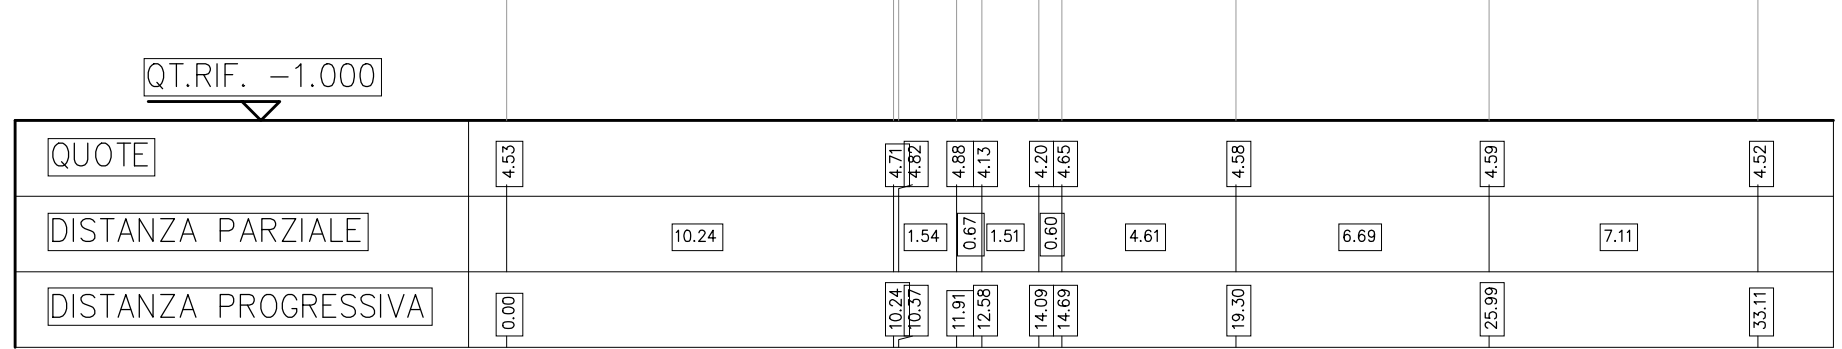 QT.RIF. -1.000
QUOTE 4.53 4.71 4.82 4.88 4.13 4.20 4.65 4.58 4.59 4.52
DISTANZA PARZIALE 10.24 1.54 0.67 1.51 0.60 4.61 6.69 7.11
DISTANZA PROGRESSIVA 0.00 10.24 10.37 11.91 12.58 14.09 14.69 19.30 25.99 33.11